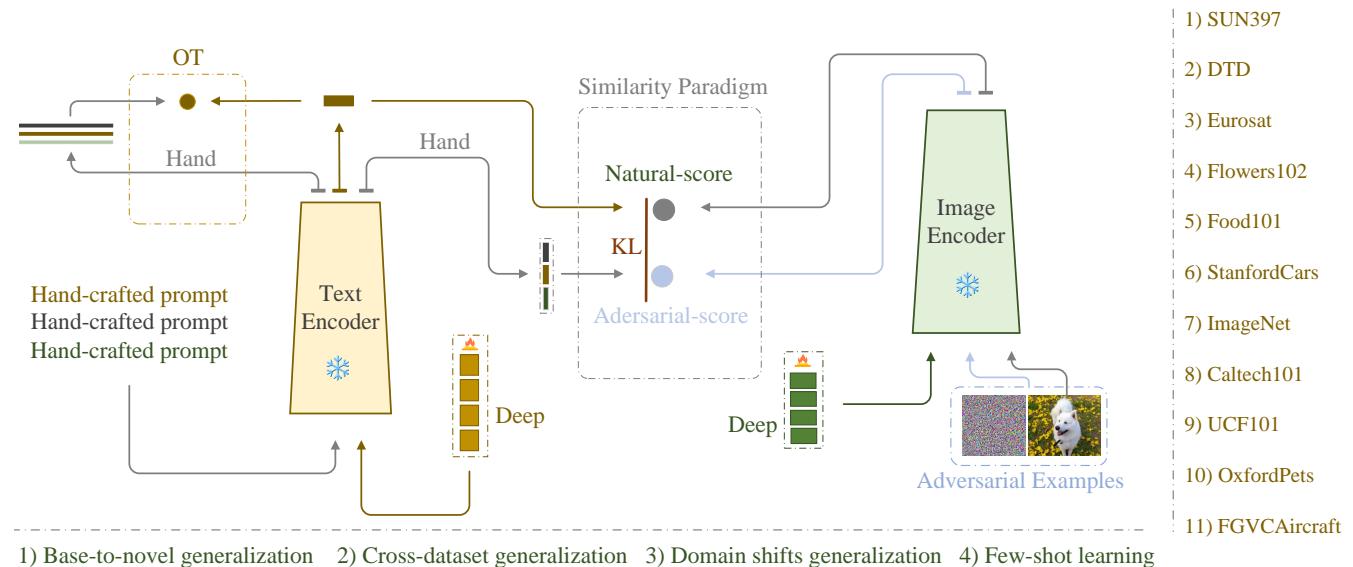 OT
Similarity Paradigm
Hand
Hand
Natural-score
KL
Adersarial-score
Image
Encoder
Text
Encoder
Hand-crafted prompt
Hand-crafted prompt
Hand-crafted prompt
Deep
Deep
Adversarial Examples
1) SUN397
2) DTD
3) Eurosat
4) Flowers102
5) Food101
6) StanfordCars
7) ImageNet
8) Caltech101
9) UCF101
10) OxfordPets
11) FGVCAircraft
1) Base-to-novel generalization 2) Cross-dataset generalization 3) Domain shifts generalization 4) Few-shot learning